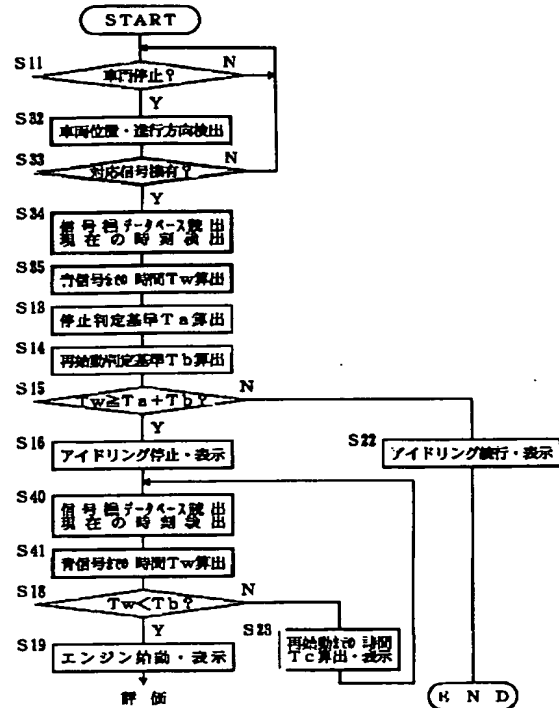 START
S11
車両停止?
N
Y
S32
車両位置・進行方向検出
S33
対応信号機有?
N
Y
S34
信号機データベース読出
現在の時刻検出
S35
青信号まで時間Tw算出
S13
停止判定基準Ta算出
S14
再始動判定基準Tb算出
S15
Tw≧Ta+Tb?
N
Y
S16
アイドリング停止・表示
S22
アイドリング続行・表示
S40
信号機データベース読出
現在の時刻検出
S41
青信号まで時間Tw算出
S18
Tw<Tb?
N
Y
S23
再始動まで時間
Tc算出・表示
S19
エンジン始動・表示
評価
END